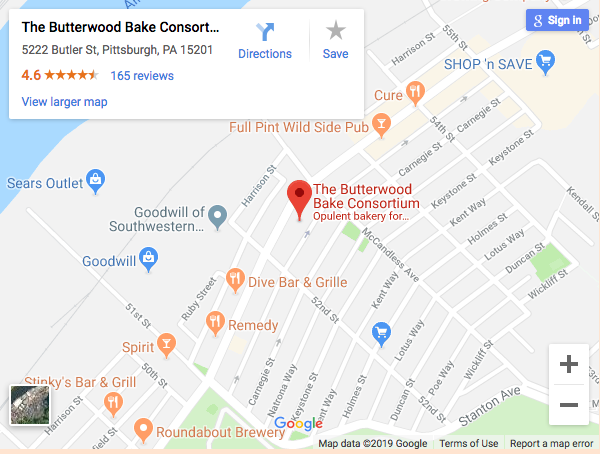 The Butterwood Bake Consort...
5222 Butler St, Pittsburgh, PA 15201
4.6 165 reviews
View larger map
Directions
Save
Sign in
Harrison St
55th St
SHOP 'n SAVE
Cure
Full Pint Wild Side Pub
54th St
Carnegie St
Keystone St
Carnegie St
Harrison St
Sears Outlet
The Butterwood
Bake Consortium
Opulent bakery for...
Keystone St
Kent Way
Kendall St
Goodwill of
Southwestern...
McCandless Ave
Holmes St
Lotus Way
Duncan St
Goodwill
Wickliff St
Dive Bar & Grille
Ruby Street
Kent Way
52nd St
51st St
Remedy
Lotus Way
Wickliff St
Spirit
Poe Way
50th St
Stinky's Bar & Grill
Carnegie St
Natrona Way
Keystone St
Holmes St
Duncan St
52nd St
Stanton Ave
Harrison St
Roundabout Brewery
Google
Map data ©2019 Google Terms of Use Report a map error